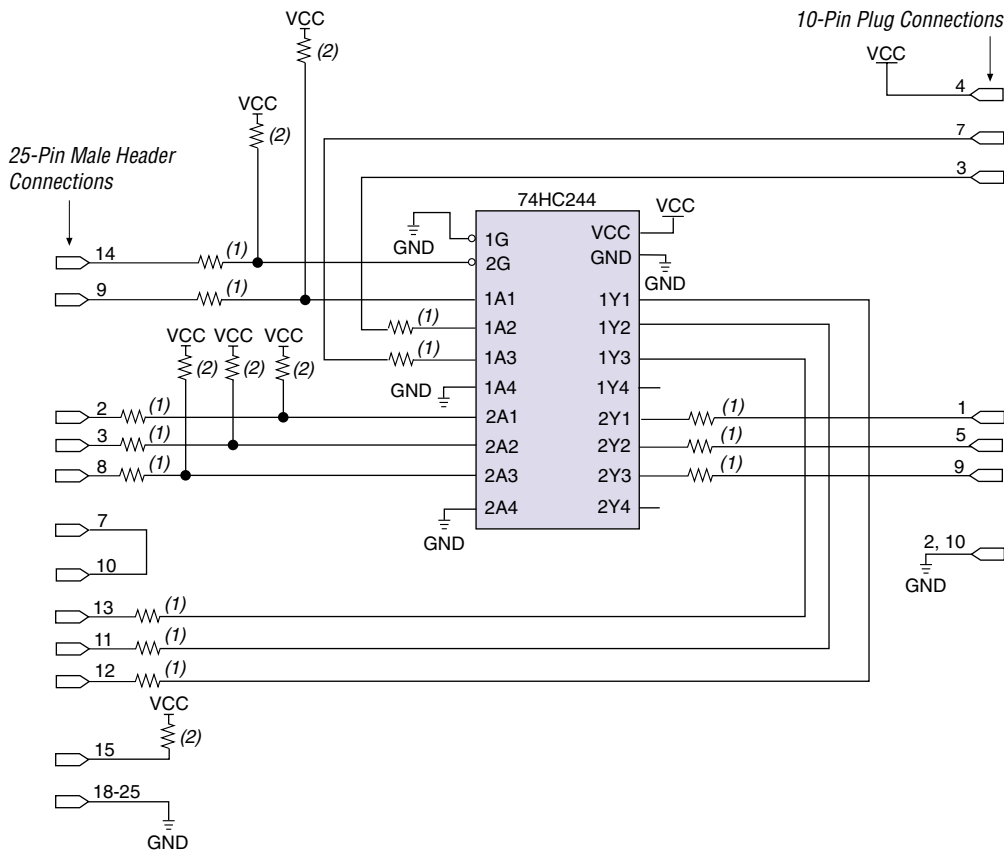 VCC
10-Pin Plug Connections
(2)
VCC
4
VCC
(2)
7
25-Pin Male Header
Connections
3
74HC244
VCC
GND
1G
VCC
14
(1)
2G
GND
GND
9
(1)
1A1
1Y1
(1)
1A2
1Y2
VCC
VCC
VCC
(2)
(2)
(2)
(1)
1A3
1Y3
GND
1A4
1Y4
2
(1)
2A1
2Y1
(1)
1
3
(1)
2A2
2Y2
(1)
5
8
(1)
2A3
2Y3
(1)
9
2A4
2Y4
GND
7
10
2, 10
GND
13
(1)
11
(1)
12
(1)
VCC
(2)
15
18-25
GND